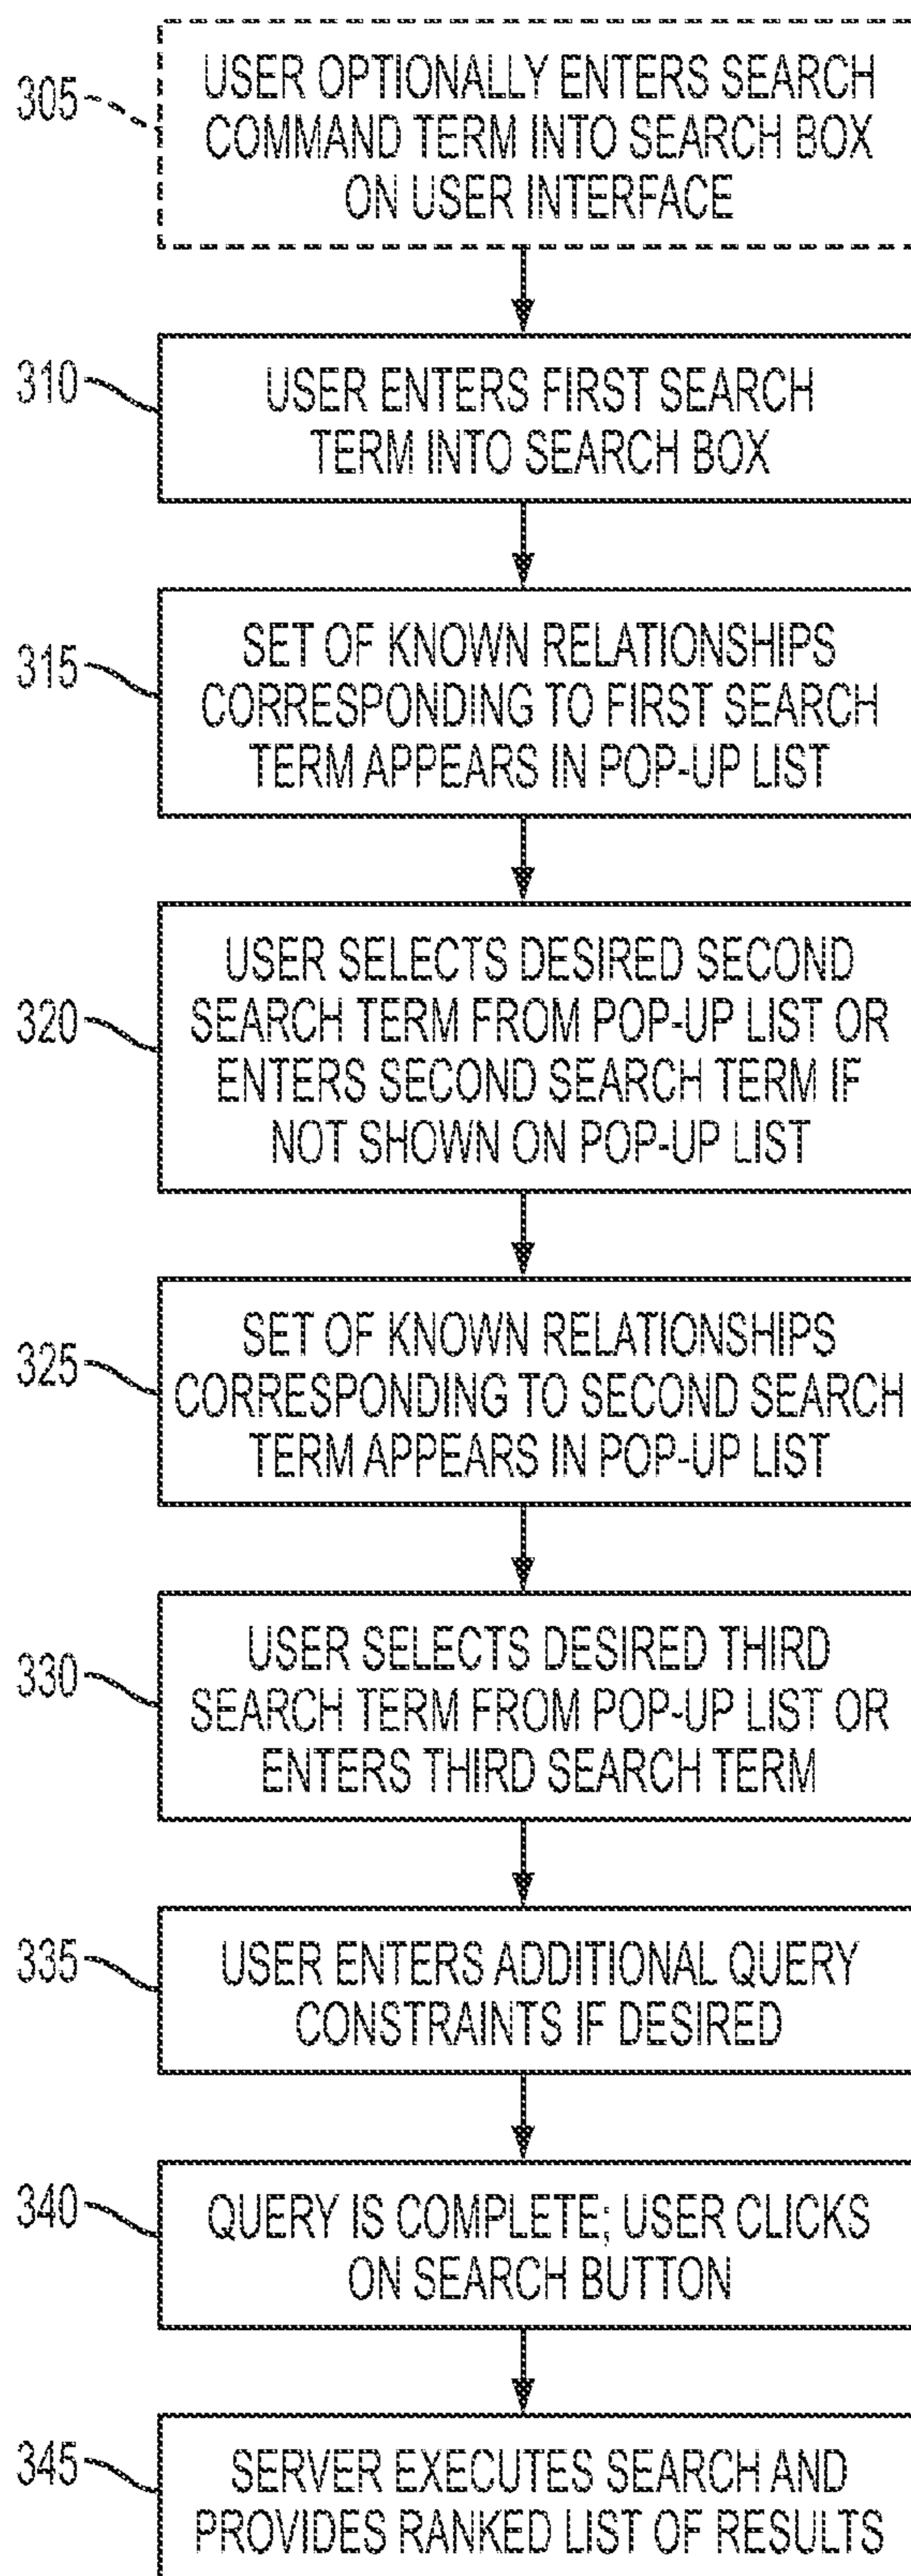 305
USER OPTIONALLY ENTERS SEARCH
COMMAND TERM INTO SEARCH BOX
ON USER INTERFACE
310
USER ENTERS FIRST SEARCH
TERM INTO SEARCH BOX
315
SET OF KNOWN RELATIONSHIPS
CORRESPONDING TO FIRST SEARCH
TERM APPEARS IN POP-UP LIST
320
USER SELECTS DESIRED SECOND
SEARCH TERM FROM POP-UP LIST OR
ENTERS SECOND SEARCH TERM IF
NOT SHOWN ON POP-UP LIST
325
SET OF KNOWN RELATIONSHIPS
CORRESPONDING TO SECOND SEARCH
TERM APPEARS IN POP-UP LIST
330
USER SELECTS DESIRED THIRD
SEARCH TERM FROM POP-UP LIST OR
ENTERS THIRD SEARCH TERM
335
USER ENTERS ADDITIONAL QUERY
CONSTRAINTS IF DESIRED
340
QUERY IS COMPLETE; USER CLICKS
ON SEARCH BUTTON
345
SERVER EXECUTES SEARCH AND
PROVIDES RANKED LIST OF RESULTS